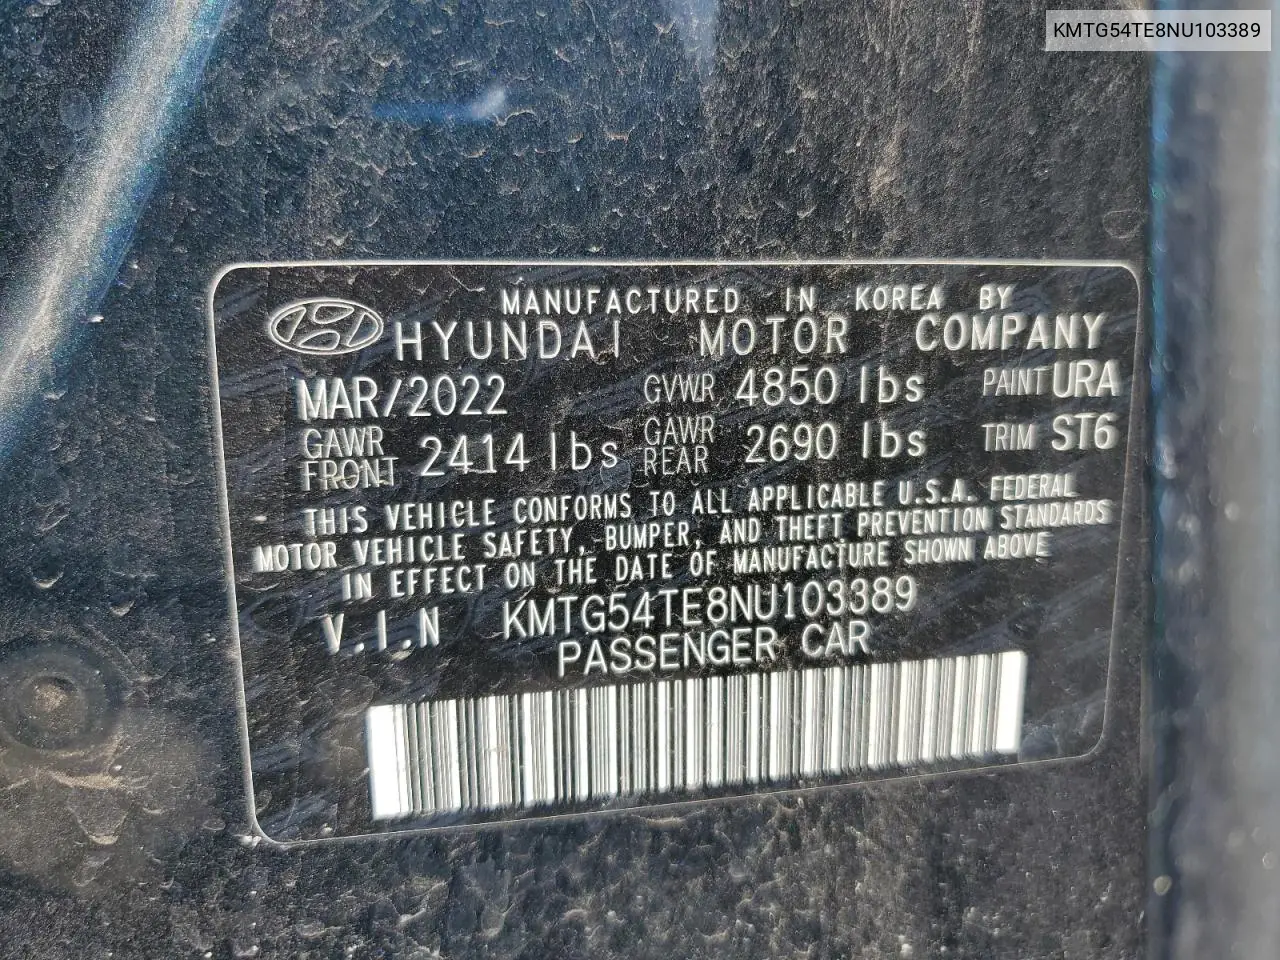 KMTG54TE8NU103389
MANUFACTURED IN KOREA BY
HYUNDAI MOTOR COMPANY
MAR/2022 GVWR 4850 lbs PAINT URA
GAWR FRONT 2414 lbs GAWR REAR 2690 lbs TRIM ST6
THIS VEHICLE CONFORMS TO ALL APPLICABLE U.S.A. FEDERAL
MOTOR VEHICLE SAFETY, BUMPER, AND THEFT PREVENTION STANDARDS
IN EFFECT ON THE DATE OF MANUFACTURE SHOWN ABOVE
V.I.N KMTG54TE8NU103389
PASSENGER CAR